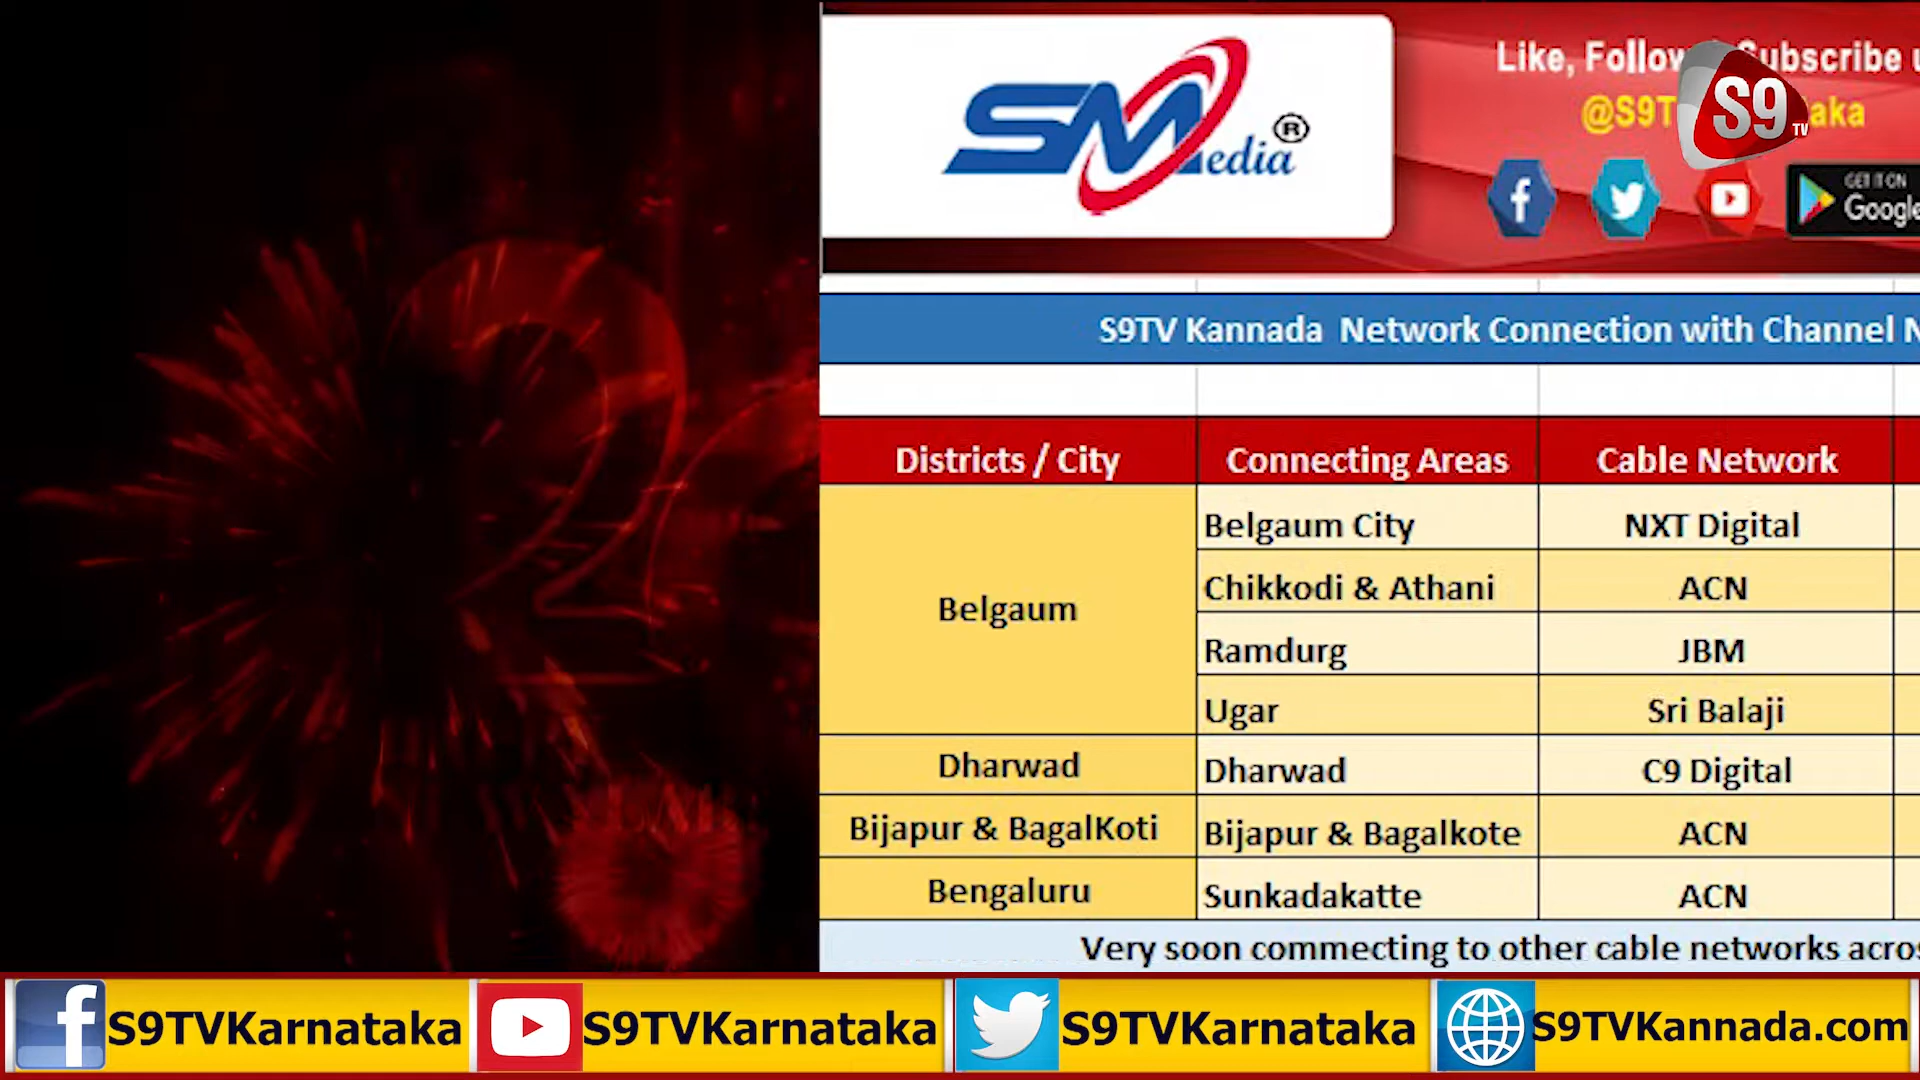 SMedia®
Like, Follow Subscribe
@S9T aka
S9 TV
GET IT ON
Google
S9TV Kannada Network Connection with Channel N
Districts / City Connecting Areas Cable Network
Belgaum
Belgaum City NXT Digital
Chikkodi & Athani ACN
Ramdurg JBM
Ugar Sri Balaji
Dharwad Dharwad C9 Digital
Bijapur & BagalKoti Bijapur & Bagalkote ACN
Bengaluru Sunkadakatte ACN
Very soon commecting to other cable networks acros
S9TVKarnataka S9TVKarnataka S9TVKarnataka S9TVKannada.com